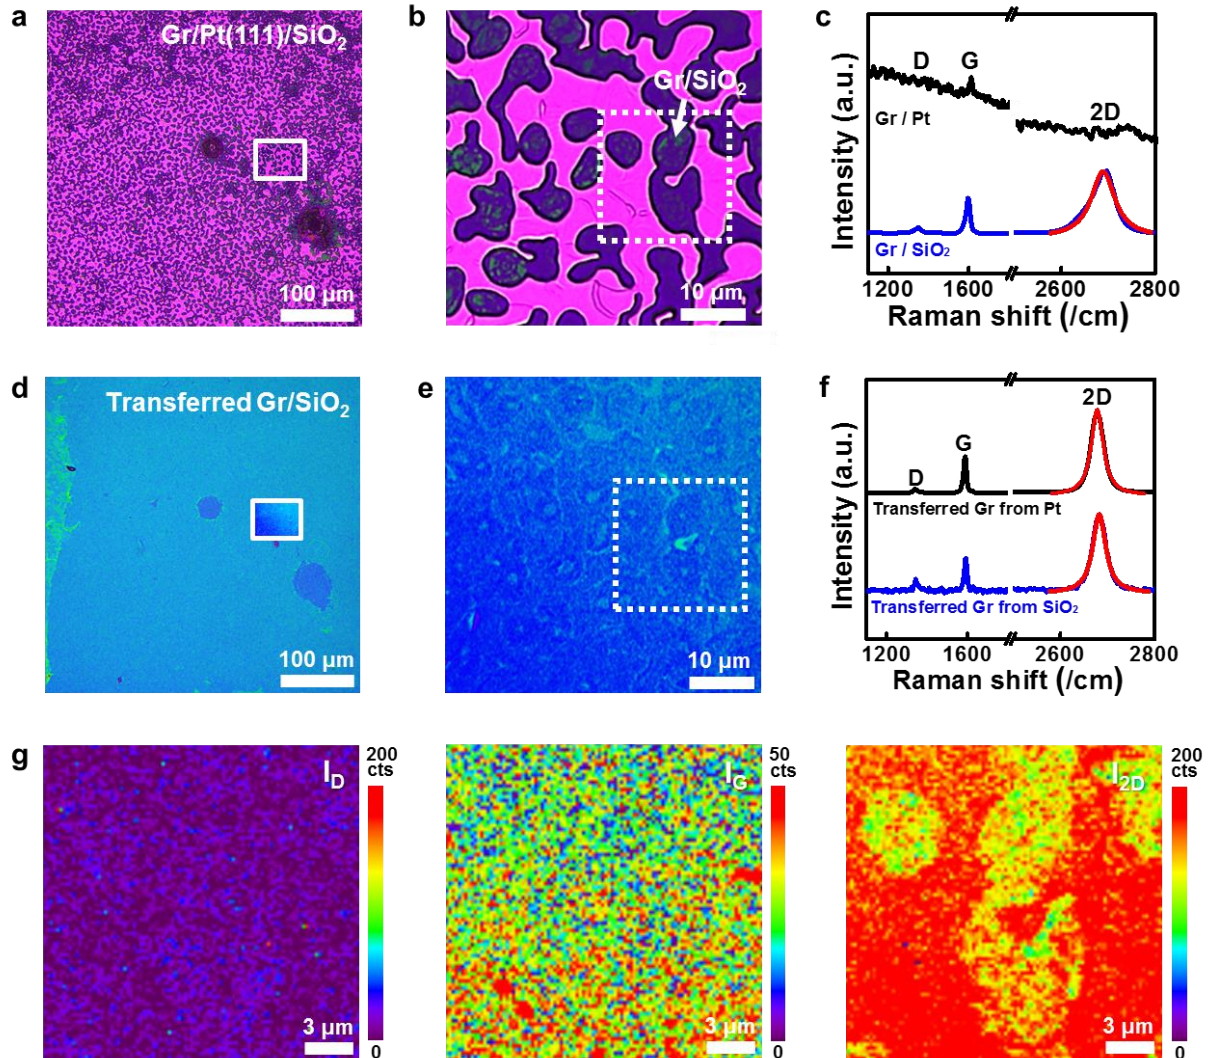 a
Gr/Pt(111)/SiO₂
100 µm
b
Gr/SiO₂
10 µm
c
D
G
2D
Gr / Pt
Gr / SiO₂
Intensity (a.u.)
1200
1600
2600
2800
Raman shift (/cm)
d
Transferred Gr/SiO₂
100 µm
e
10 µm
f
2D
G
D
Transferred Gr from Pt
Transferred Gr from SiO₂
Intensity (a.u.)
1200
1600
2600
2800
Raman shift (/cm)
g
I_D
200
cts
0
3 µm
I_G
50
cts
0
3 µm
I_2D
200
cts
0
3 µm